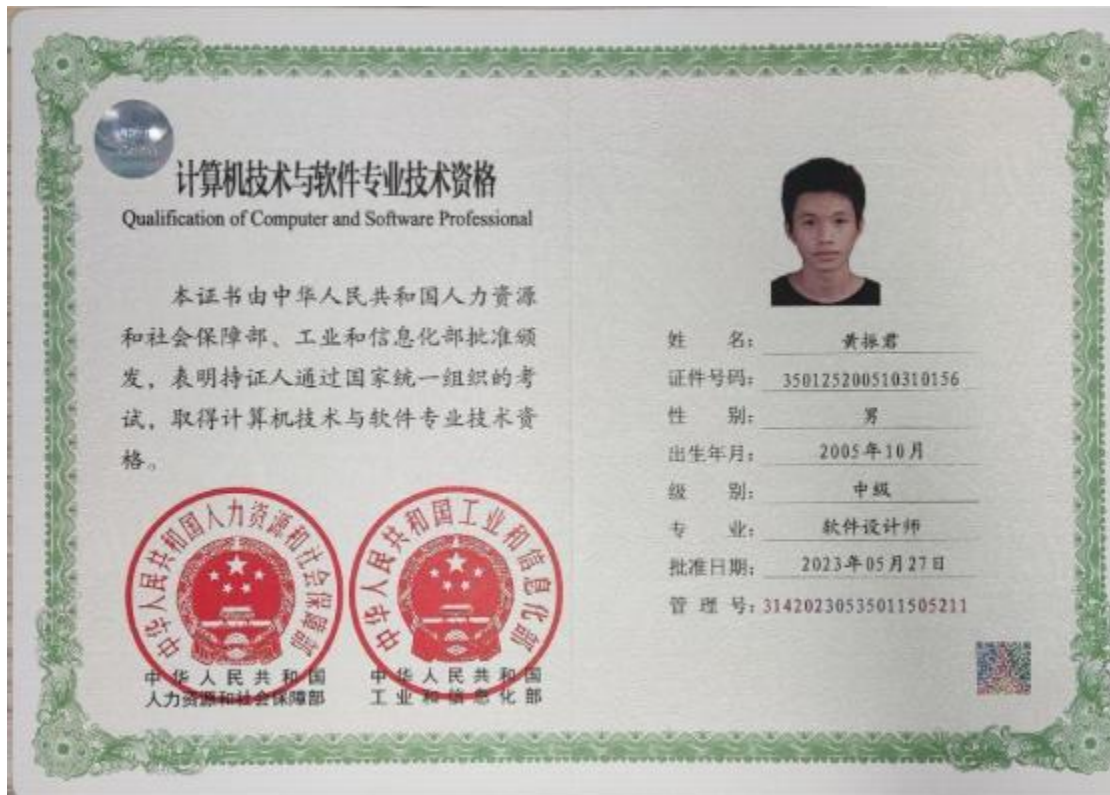 计算机技术与软件专业技术资格
Qualification of Computer and Software Professional
本证书由中华人民共和国人力资源
和社会保障部、工业和信息化部批准颁
发，表明持证人通过国家统一组织的考
试，取得计算机技术与软件专业技术资
格。
中华人民共和国人力资源和社会保障部
中华人民共和国工业和信息化部
中华人民共和国
人力资源和社会保障部
中华人民共和国
工业和信息化部
姓 名：黄振君
证件号码：350125200510310156
性 别：男
出生年月：2005年10月
级 别：中级
专 业：软件设计师
批准日期：2023年05月27日
管 理 号：31420230535011505211